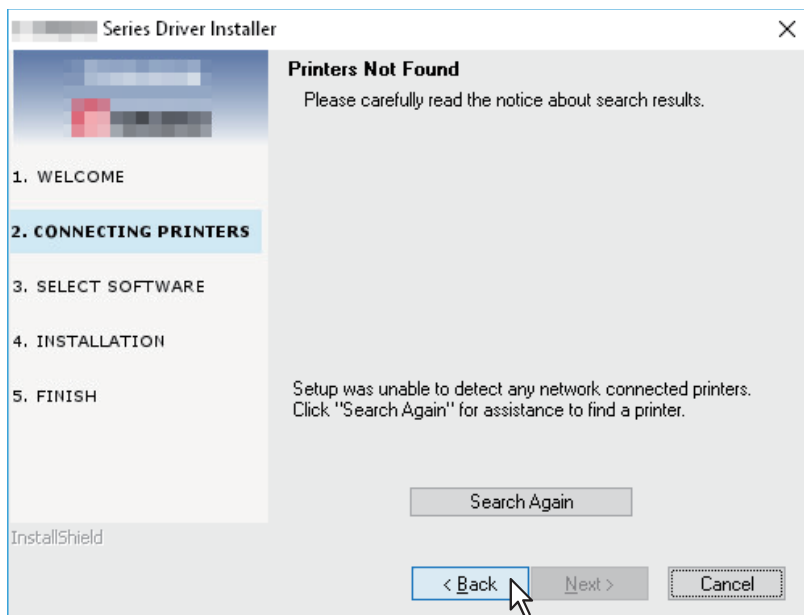 Series Driver Installer
Printers Not Found
Please carefully read the notice about search results.
1. WELCOME
2. CONNECTING PRINTERS
3. SELECT SOFTWARE
4. INSTALLATION
5. FINISH
Setup was unable to detect any network connected printers.
Click "Search Again" for assistance to find a printer.
Search Again
InstallShield
< Back
Next >
Cancel